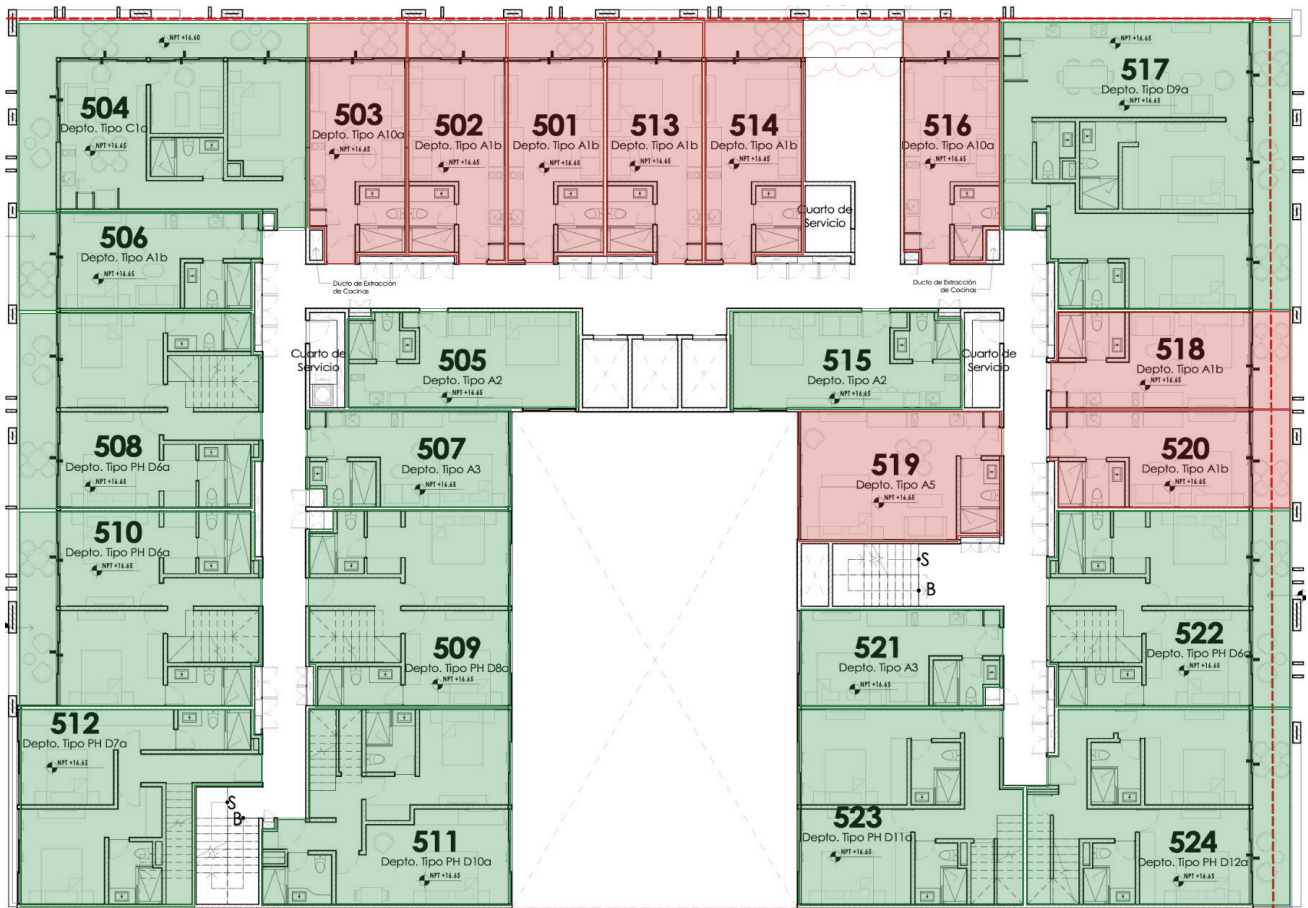 NPT +16.60
504
Depto. Tipo C1a
NPT +16.65
503
Depto. Tipo A10a
NPT +16.65
502
Depto. Tipo A1b
NPT +16.65
501
Depto. Tipo A1b
NPT +16.65
513
Depto. Tipo A1b
NPT +16.65
514
Depto. Tipo A1b
NPT +16.65
516
Depto. Tipo A10a
NPT +16.65
NPT +16.65
517
Depto. Tipo D9a
NPT +16.65
Cuarto de
Servicio
506
Depto. Tipo A1b
NPT +16.65
Ducto de Extracción
de Cocinas
Ducto de Extracción
de Cocinas
Cuarto de
Servicio
505
Depto. Tipo A2
NPT +16.65
515
Depto. Tipo A2
NPT +16.65
Cuarto de
Servicio
518
Depto. Tipo A1b
NPT +16.65
508
Depto. Tipo PH D6a
NPT +16.65
507
Depto. Tipo A3
NPT +16.65
519
Depto. Tipo A5
NPT +16.65
520
Depto. Tipo A1b
NPT +16.65
510
Depto. Tipo PH D6a
NPT +16.65
S
B
509
Depto. Tipo PH D8a
NPT +16.65
521
Depto. Tipo A3
NPT +16.65
522
Depto. Tipo PH D6a
NPT +16.65
512
Depto. Tipo PH D7a
NPT +16.65
S
B
511
Depto. Tipo PH D10a
NPT +16.65
523
Depto. Tipo PH D11a
NPT +16.65
524
Depto. Tipo PH D12a
NPT +16.65